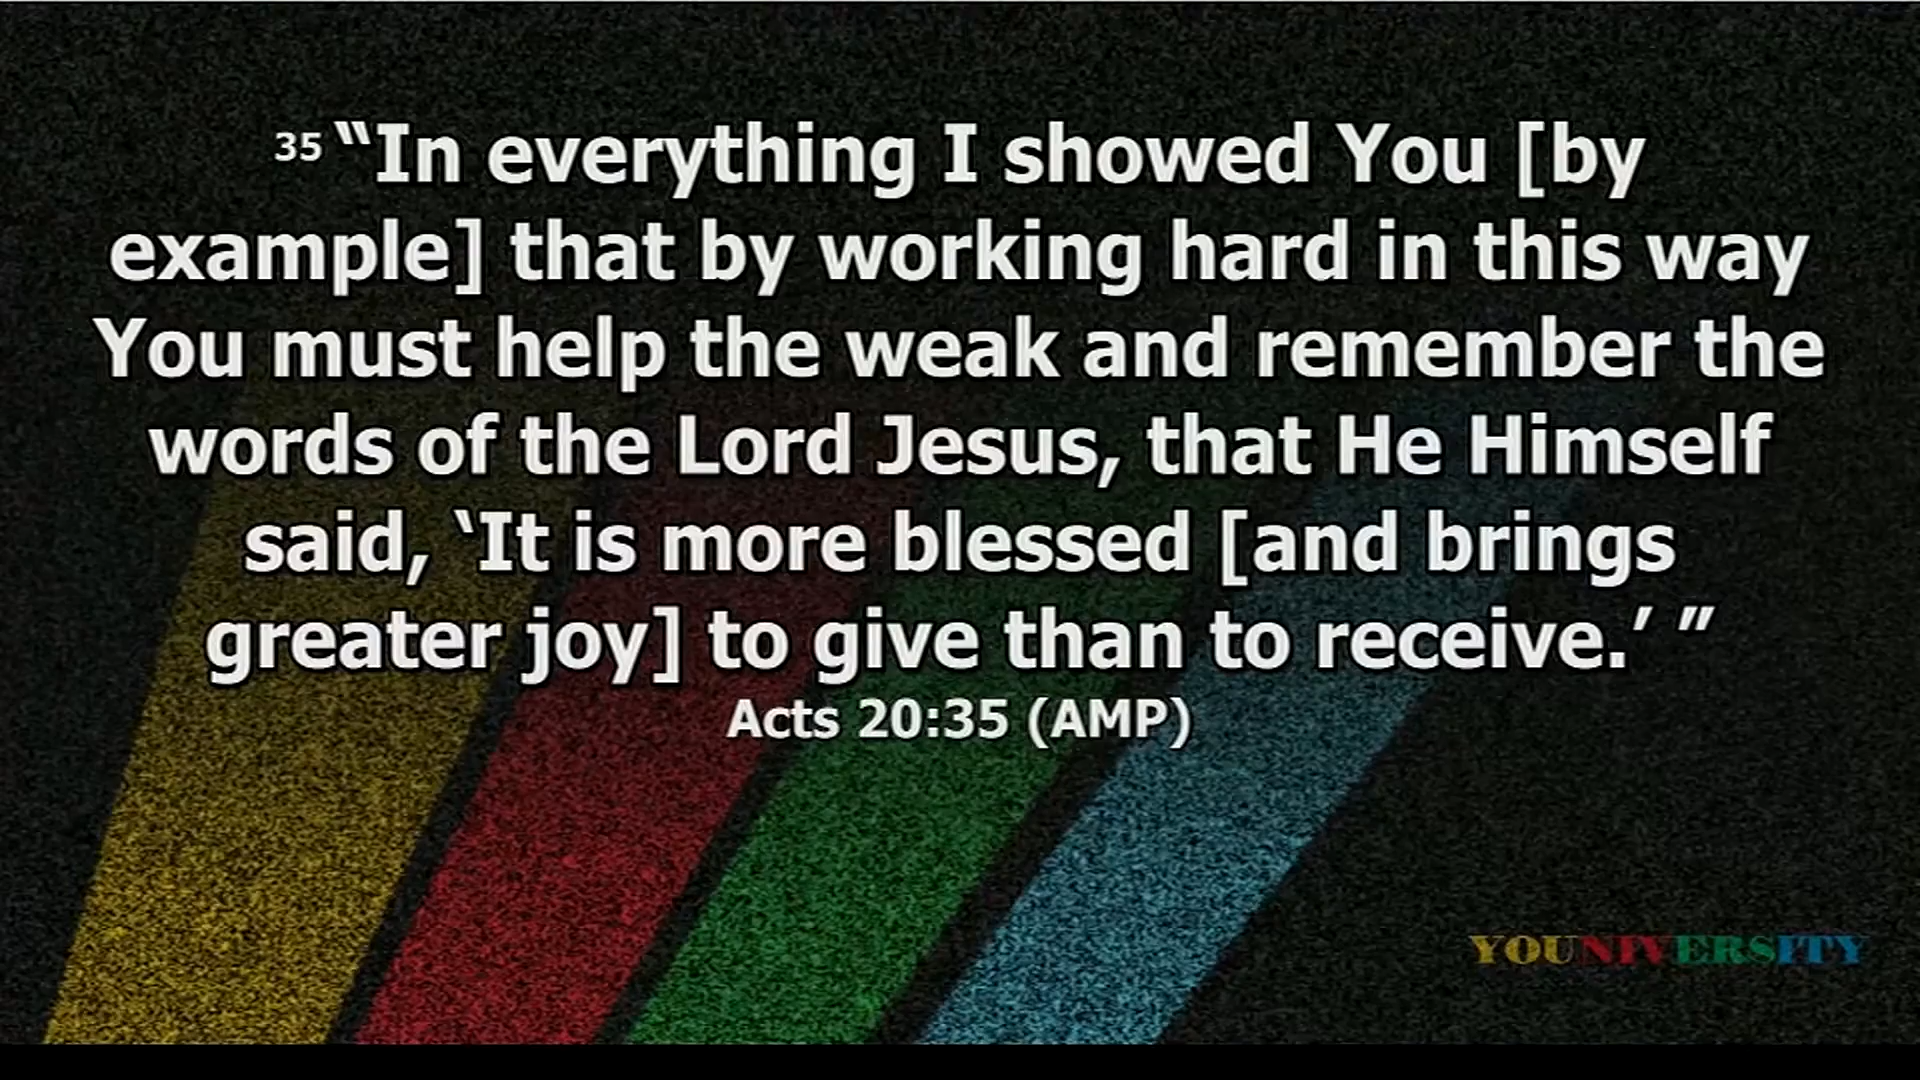 35 “In everything I showed You [by
example] that by working hard in this way
You must help the weak and remember the
words of the Lord Jesus, that He Himself
said, ‘It is more blessed [and brings
greater joy] to give than to receive.’ ”
Acts 20:35 (AMP)
YOUNIVERSITY